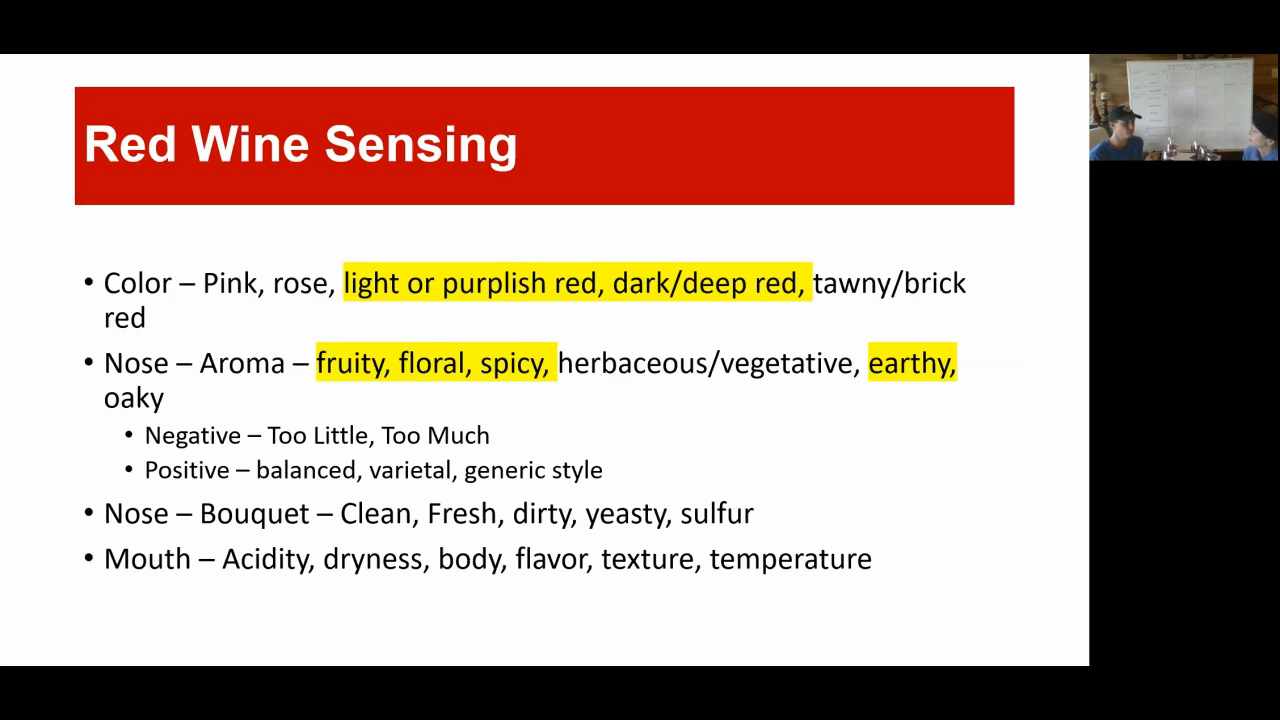 Red Wine Sensing
• Color – Pink, rose, light or purplish red, dark/deep red, tawny/brick
red
• Nose – Aroma – fruity, floral, spicy, herbaceous/vegetative, earthy,
oaky
• Negative – Too Little, Too Much
• Positive – balanced, varietal, generic style
• Nose – Bouquet – Clean, Fresh, dirty, yeasty, sulfur
• Mouth – Acidity, dryness, body, flavor, texture, temperature